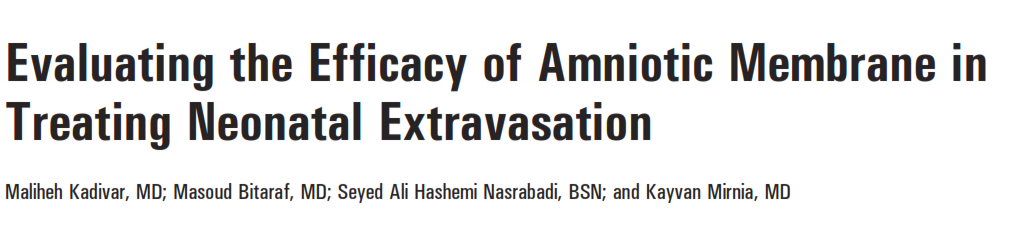 Evaluating the Efficacy of Amniotic Membrane in
Treating Neonatal Extravasation
Maliheh Kadivar, MD; Masoud Bitaraf, MD; Seyed Ali Hashemi Nasrabadi, BSN; and Kayvan Mirnia, MD